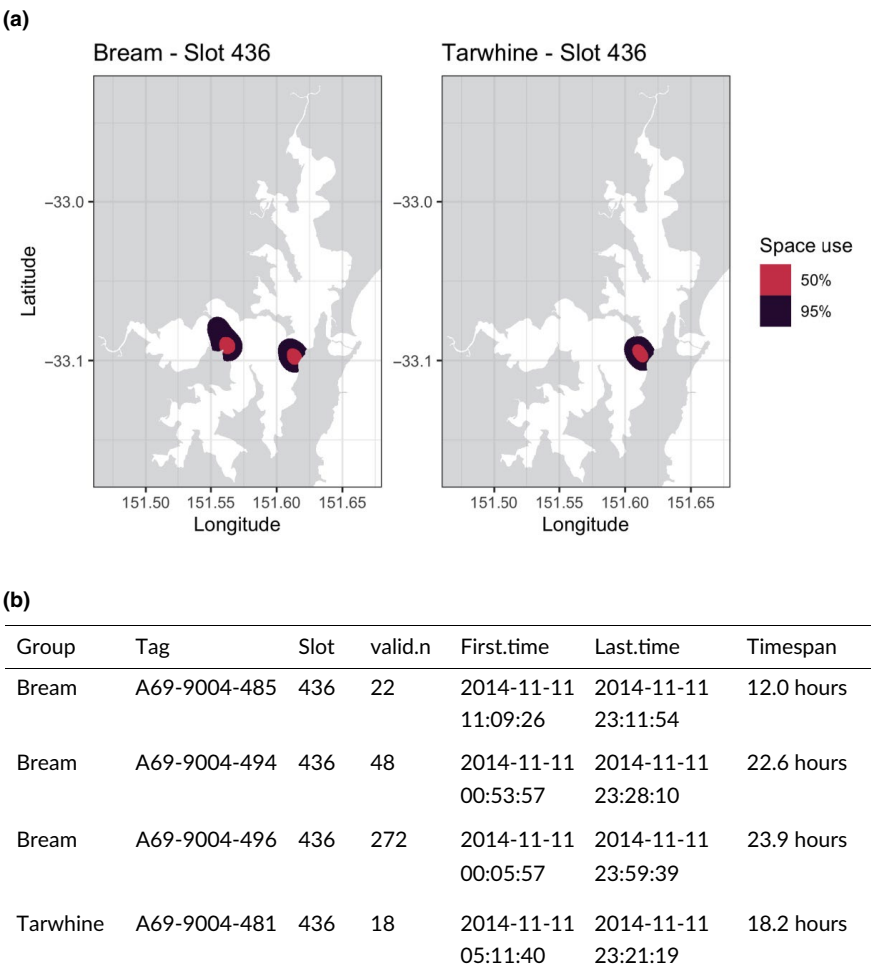 (a)
Bream - Slot 436
Tarwhine - Slot 436
Latitude
−33.0
−33.1
−33.0
−33.1
151.50 151.55 151.60 151.65
151.50 151.55 151.60 151.65
Longitude
Longitude
Space use
50%
95%
(b)
Group Tag Slot valid.n First.time Last.time Timespan
Bream A69-9004-485 436 22 2014-11-11 2014-11-11 12.0 hours
11:09:26 23:11:54
Bream A69-9004-494 436 48 2014-11-11 2014-11-11 22.6 hours
00:53:57 23:28:10
Bream A69-9004-496 436 272 2014-11-11 2014-11-11 23.9 hours
00:05:57 23:59:39
Tarwhine A69-9004-481 436 18 2014-11-11 2014-11-11 18.2 hours
05:11:40 23:21:19